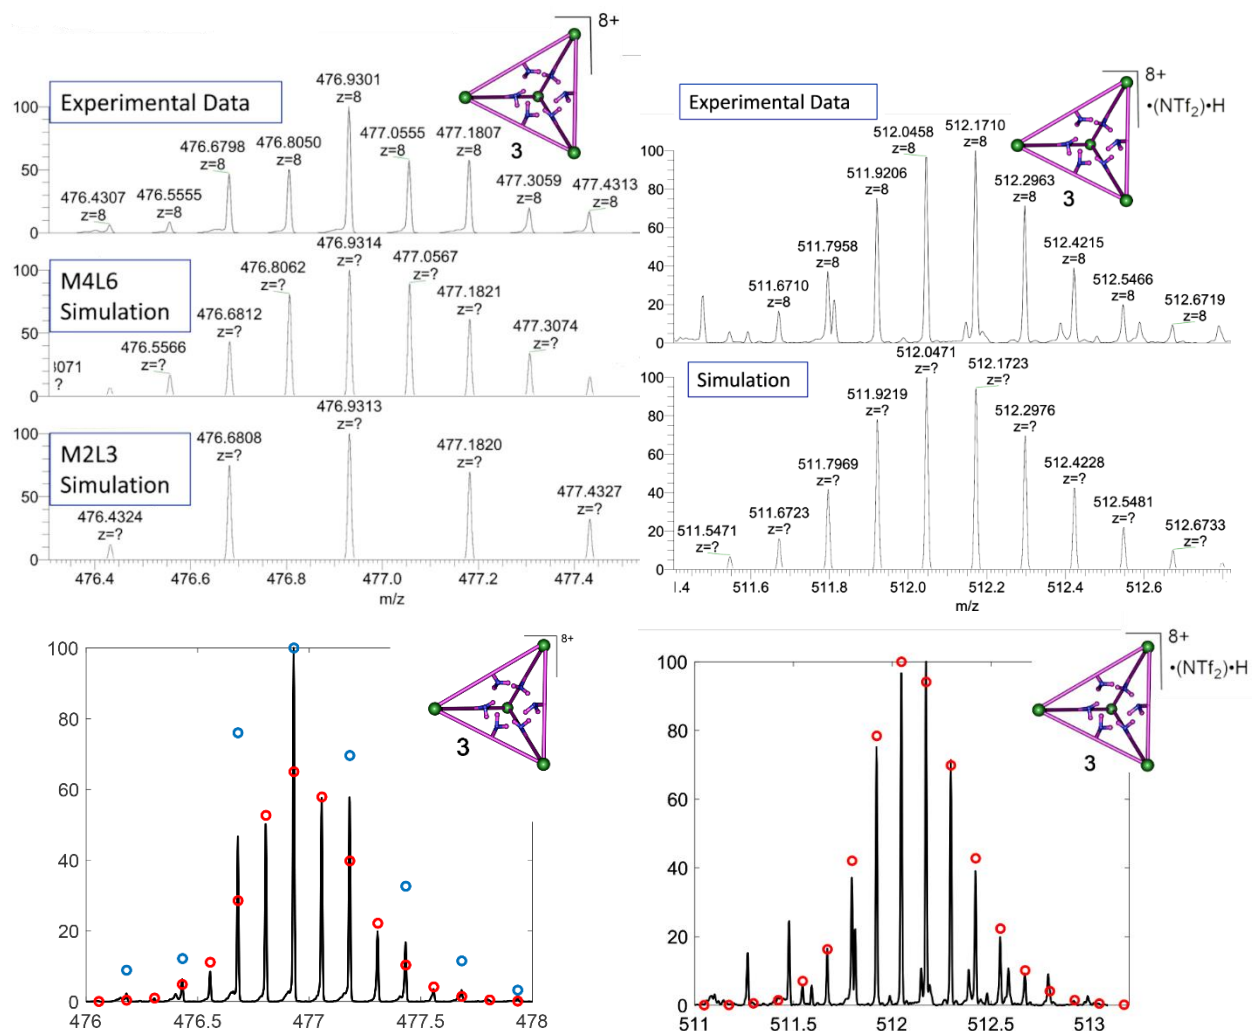 8+
Experimental Data
476.9301
z=8
100
476.6798
z=8
476.8050
z=8
477.0555
z=8
477.1807
z=8
3
50
476.4307
z=8
476.5555
z=8
477.3059
z=8
477.4313
z=8
0
M4L6
Simulation
476.9314
z=?
100
476.8062
z=?
477.0567
z=?
477.1821
z=?
476.6812
z=?
50
477.3074
z=?
476.5566
z=?
3071
?
0
M2L3
Simulation
476.9313
z=?
100
476.6808
z=?
477.1820
z=?
50
477.4327
z=?
476.4324
z=?
0
476.4 476.6 476.8 477.0 477.2 477.4
m/z
8+
•(NTf₂)•H
Experimental Data
512.0458
z=8
512.1710
z=8
3
100
511.9206
z=8
512.2963
z=8
80
60
511.7958
z=8
512.4215
z=8
40
511.6710
z=8
512.5466
z=8
20
512.6719
z=8
0
Simulation
512.0471
z=?
100
512.1723
z=?
511.9219
z=?
80
512.2976
z=?
60
511.7969
z=?
512.4228
z=?
40
511.6723
z=?
512.5481
z=?
20
511.5471
z=?
512.6733
z=?
0
1.4 511.6 511.8 512.0 512.2 512.4 512.6
m/z
8+
3
100
80
60
40
20
0
476 476.5 477 477.5 478
8+
•(NTf₂)•H
3
100
80
60
40
20
0
511 511.5 512 512.5 513